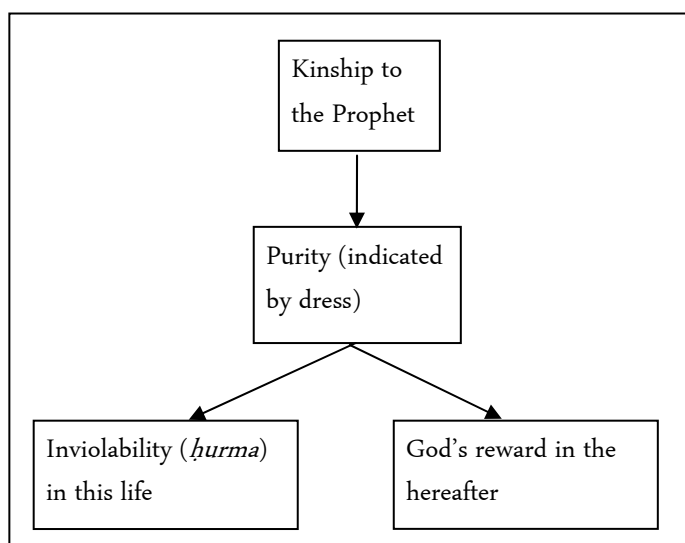 Kinship to
the Prophet
Purity (indicated
by dress)
Inviolability (ḥurma)
in this life
God’s reward in the
hereafter